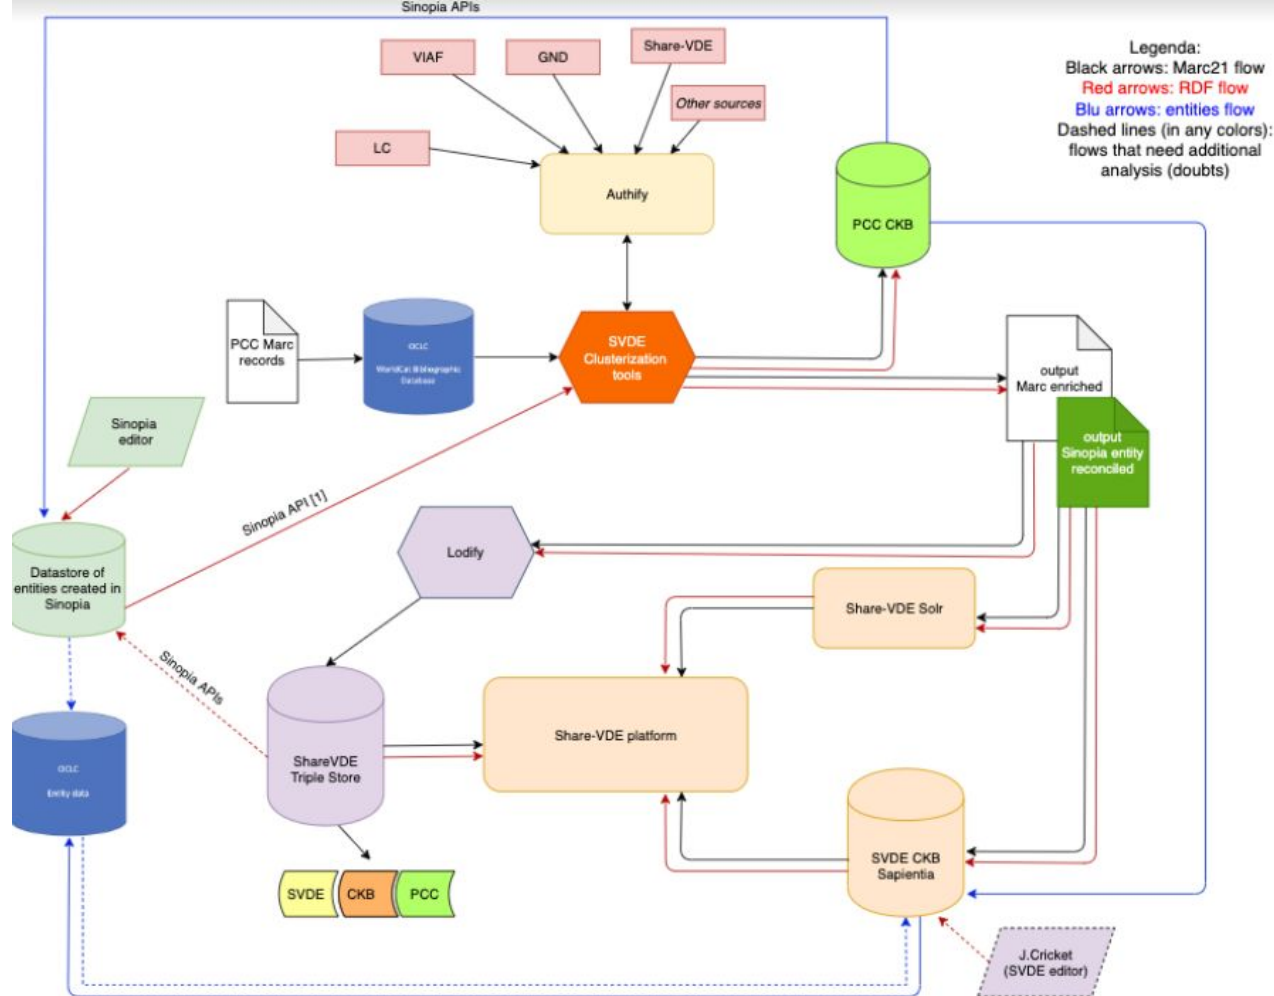 Sinopia APIs
Legenda:
Black arrows: Marc21 flow
Red arrows: RDF flow
Blu arrows: entities flow
Dashed lines (in any colors):
flows that need additional
analysis (doubts)
VIAF
GND
Share-VDE
Other sources
LC
Authify
PCC CKB
PCC Marc
records
OCLC
WorldCat Bibliographic
Database
SVDE
Clusterization
tools
output
Marc enriched
output
Sinopia entity
reconciled
Sinopia
editor
Sinopia API [1]
Lodify
Datastore of
entities created in
Sinopia
Share-VDE Solr
Sinopia APIs
Share-VDE platform
ShareVDE
Triple Store
OCLC
Entity data
SVDE CKB
Sapientia
SVDE
CKB
PCC
J.Cricket
(SVDE editor)